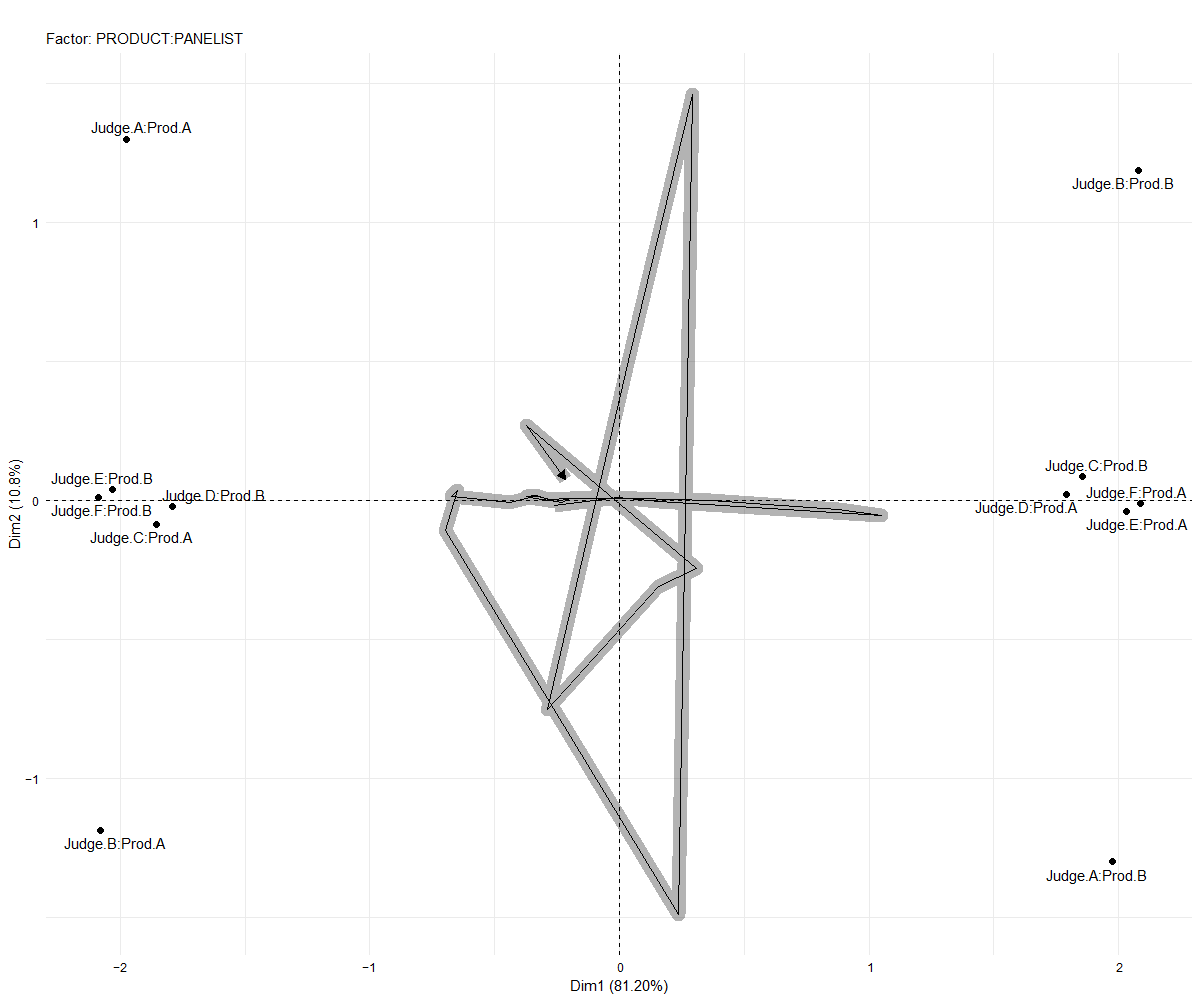 Factor: PRODUCT:PANELIST
Judge.A:Prod.A
Judge.B:Prod.B
1
Judge.E:Prod.B
Judge.C:Prod.B
Judge.D:Prod.B
Judge.F:Prod.A
0
Judge.F:Prod.B
Judge.D:Prod.A
Judge.E:Prod.A
Judge.C:Prod.A
Dim2 (10.8%)
−1
Judge.B:Prod.A
Judge.A:Prod.B
−2 −1 0 1 2
Dim1 (81.20%)